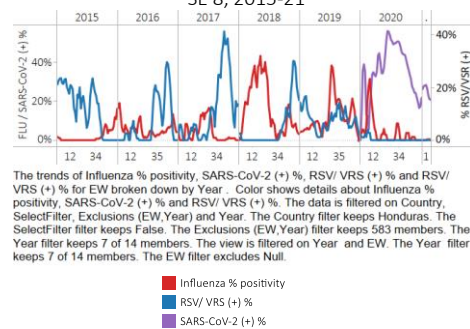 SE 8, 2015-21
2015 2016 2017 2018 2019 2020 .
40% 40%
20% 20%
0% 0%
FLU / SARS-CoV-2 (+) %
% RSV/VSR (+)
12 34 12 35 12 34 12 34 12 35 12 34 1
The trends of Influenza % positivity, SARS-CoV-2 (+) %, RSV/ VRS (+) % and RSV/
VRS (+) % for EW broken down by Year . Color shows details about Influenza %
positivity, SARS-CoV-2 (+) % and RSV/ VRS (+) %. The data is filtered on Country,
SelectFilter, Exclusions (EW,Year) and Year. The Country filter keeps Honduras. The
SelectFilter filter keeps False. The Exclusions (EW,Year) filter keeps 583 members. The
Year filter keeps 7 of 14 members. The view is filtered on Year and EW. The Year filter
keeps 7 of 14 members. The EW filter excludes Null.
Influenza % positivity
RSV/ VRS (+) %
SARS-CoV-2 (+) %